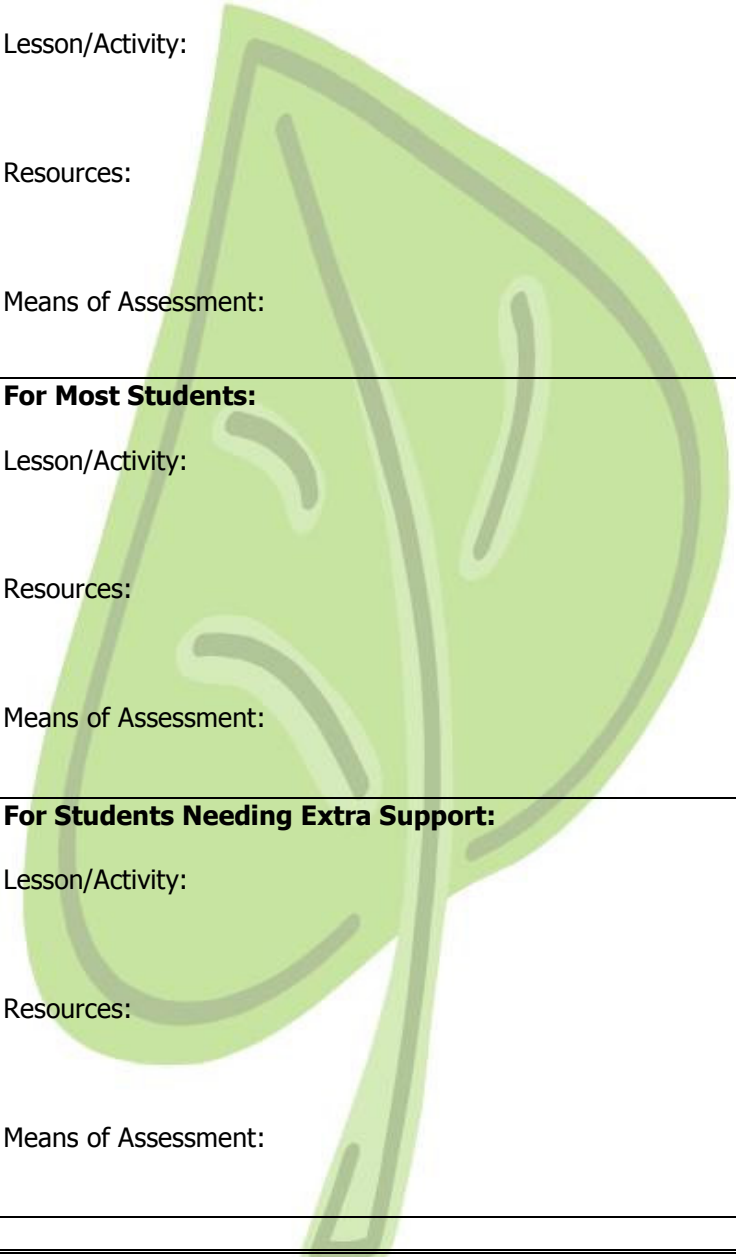 Lesson/Activity:
Resources:
Means of Assessment:
For Most Students:
Lesson/Activity:
Resources:
Means of Assessment:
For Students Needing Extra Support:
Lesson/Activity:
Resources:
Means of Assessment: